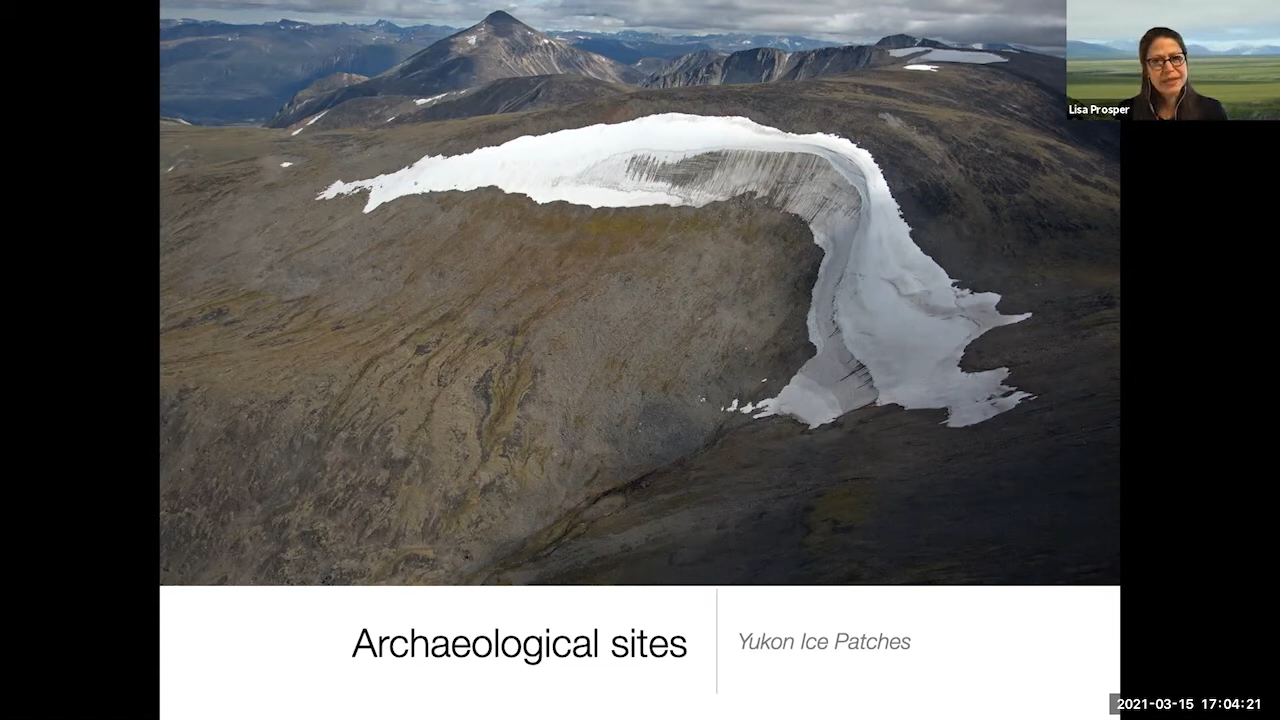 Lisa Prosper
Archaeological sites
Yukon Ice Patches
2021-03-15 17:04:21